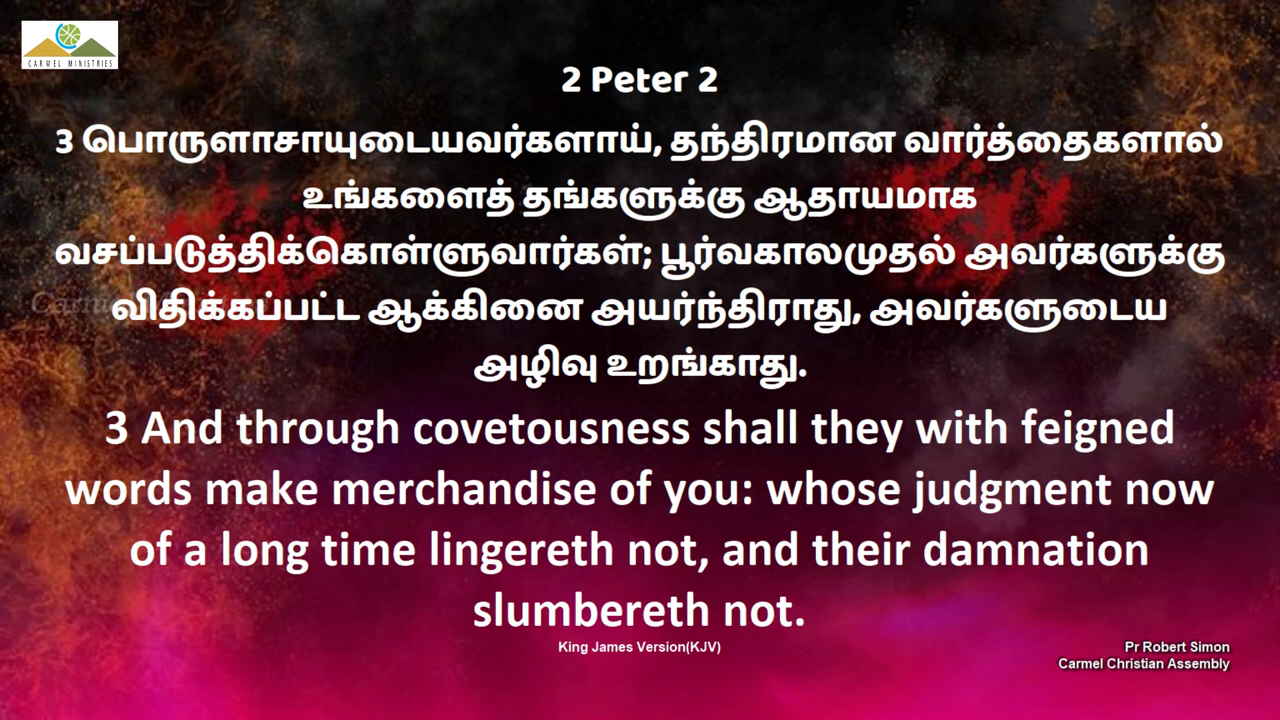 CARMEL MINISTRIES
2 Peter 2
3 பொருளாசாயுடையவர்களாய், தந்திரமான வார்த்தைகளால்
உங்களைத் தங்களுக்கு ஆதாயமாக
வசப்படுத்திக்கொள்ளுவார்கள்; பூர்வகாலமுதல் அவர்களுக்கு
விதிக்கப்பட்ட ஆக்கினை அயர்ந்திராது, அவர்களுடைய
அழிவு உறங்காது.
3 And through covetousness shall they with feigned
words make merchandise of you: whose judgment now
of a long time lingereth not, and their damnation
slumbereth not.
King James Version(KJV)
Pr Robert Simon
Carmel Christian Assembly